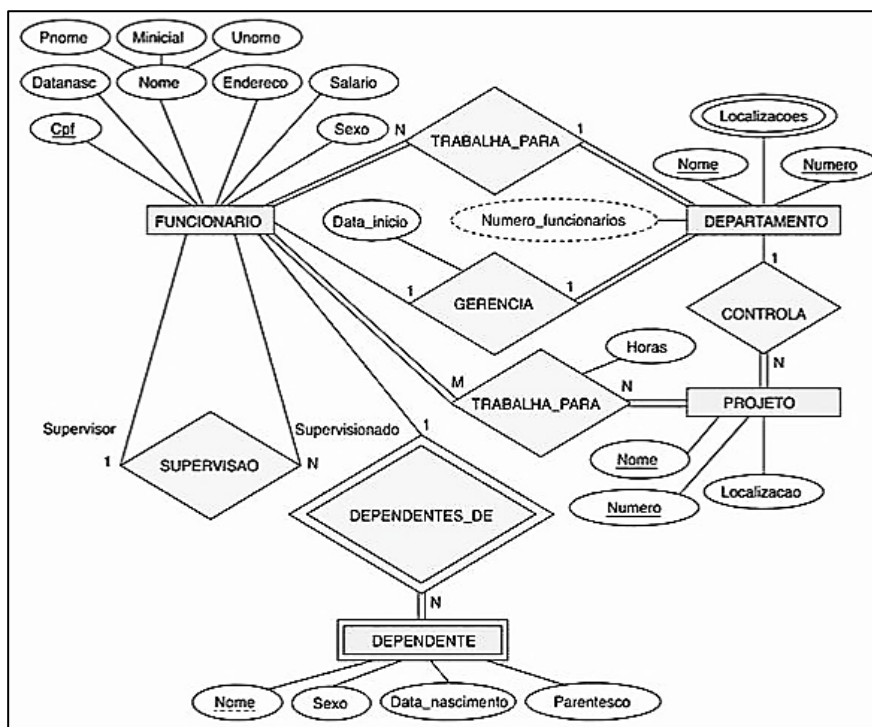 Pnome Minicial Unome
Datanasc Nome Endereco Salario
Cpf Sexo
N TRABALHA_PARA 1
Localizacoes
Nome Numero
FUNCIONARIO Data_inicio Numero_funcionarios DEPARTAMENTO
1 GERENCIA 1
1
CONTROLA
N
Horas
M TRABALHA_PARA N
PROJETO
Nome
Numero Localizacao
Supervisor Supervisionado
1 SUPERVISAO N
1
DEPENDENTES_DE
N
DEPENDENTE
Nome Sexo Data_nascimento Parentesco